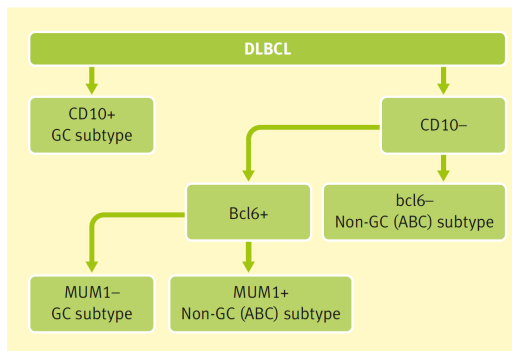 DLBCL
CD10+
GC subtype
CD10–
Bcl6+
bcl6–
Non-GC (ABC) subtype
MUM1–
GC subtype
MUM1+
Non-GC (ABC) subtype